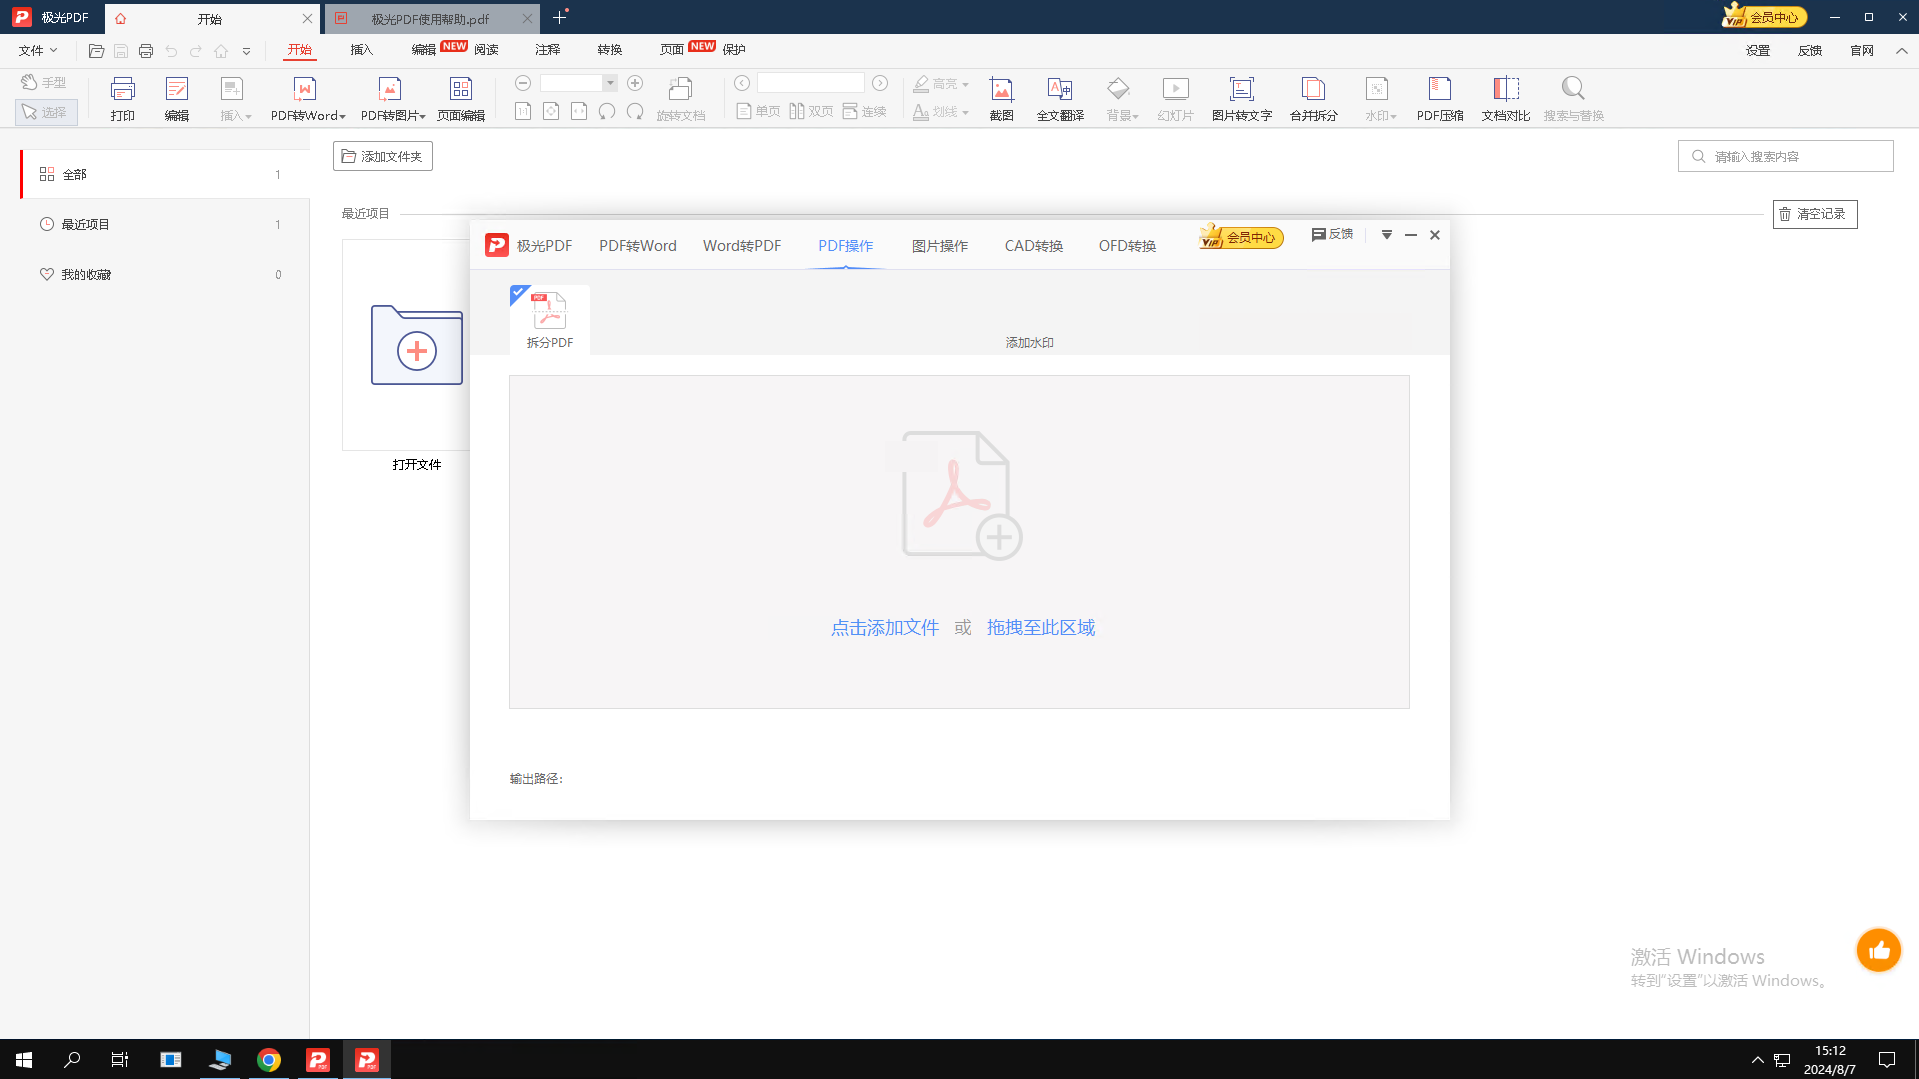 极光PDF 开始 极光PDF使用帮助.pdf 会员中心
文件 开始 插入 编辑 NEW 阅读 注释 转换 页面 NEW 保护 设置 反馈 官网
手型
选择
打印 编辑 插入 PDF转Word PDF转图片 页面编辑 旋转文档
单页 双页 连续
高亮
划线
截图 全文翻译 背景 幻灯片 图片转文字 合并拆分 水印 PDF压缩 文档对比 搜索与替换
全部 1
最近项目 1
我的收藏 0
添加文件夹 请输入搜索内容
最近项目 清空记录
打开文件
极光PDF PDF转Word Word转PDF PDF操作 图片操作 CAD转换 OFD转换 VIP 会员中心 反馈
PDF
拆分PDF 添加水印
点击添加文件 或 拖拽至此区域
输出路径:
激活 Windows
转到“设置”以激活 Windows。
15:12
2024/8/7